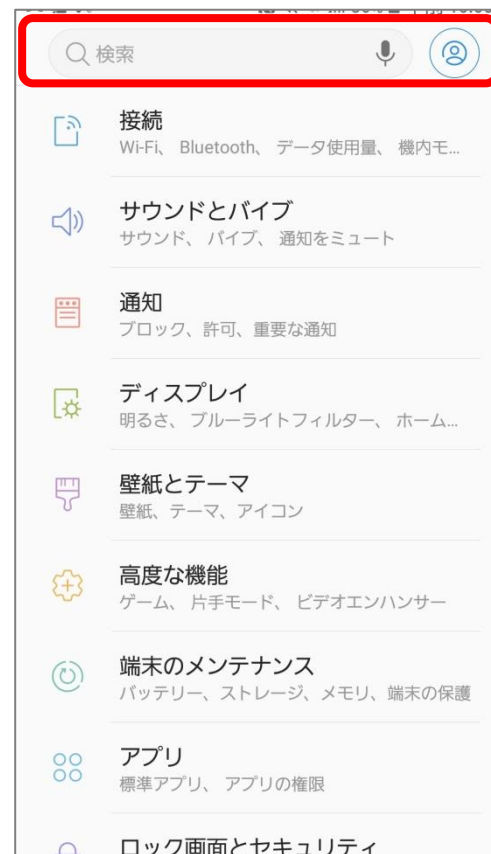 検索
接続
Wi-Fi、 Bluetooth、 データ使用量、 機内モ...
サウンドとバイブ
サウンド、 バイブ、 通知をミュート
通知
ブロック、許可、重要な通知
ディスプレイ
明るさ、 ブルーライトフィルター、 ホーム...
壁紙とテーマ
壁紙、テーマ、アイコン
高度な機能
ゲーム、 片手モード、 ビデオエンハンサー
端末のメンテナンス
バッテリー、ストレージ、メモリ、端末の保護
アプリ
標準アプリ、 アプリの権限
ロック画面とセキュリティ